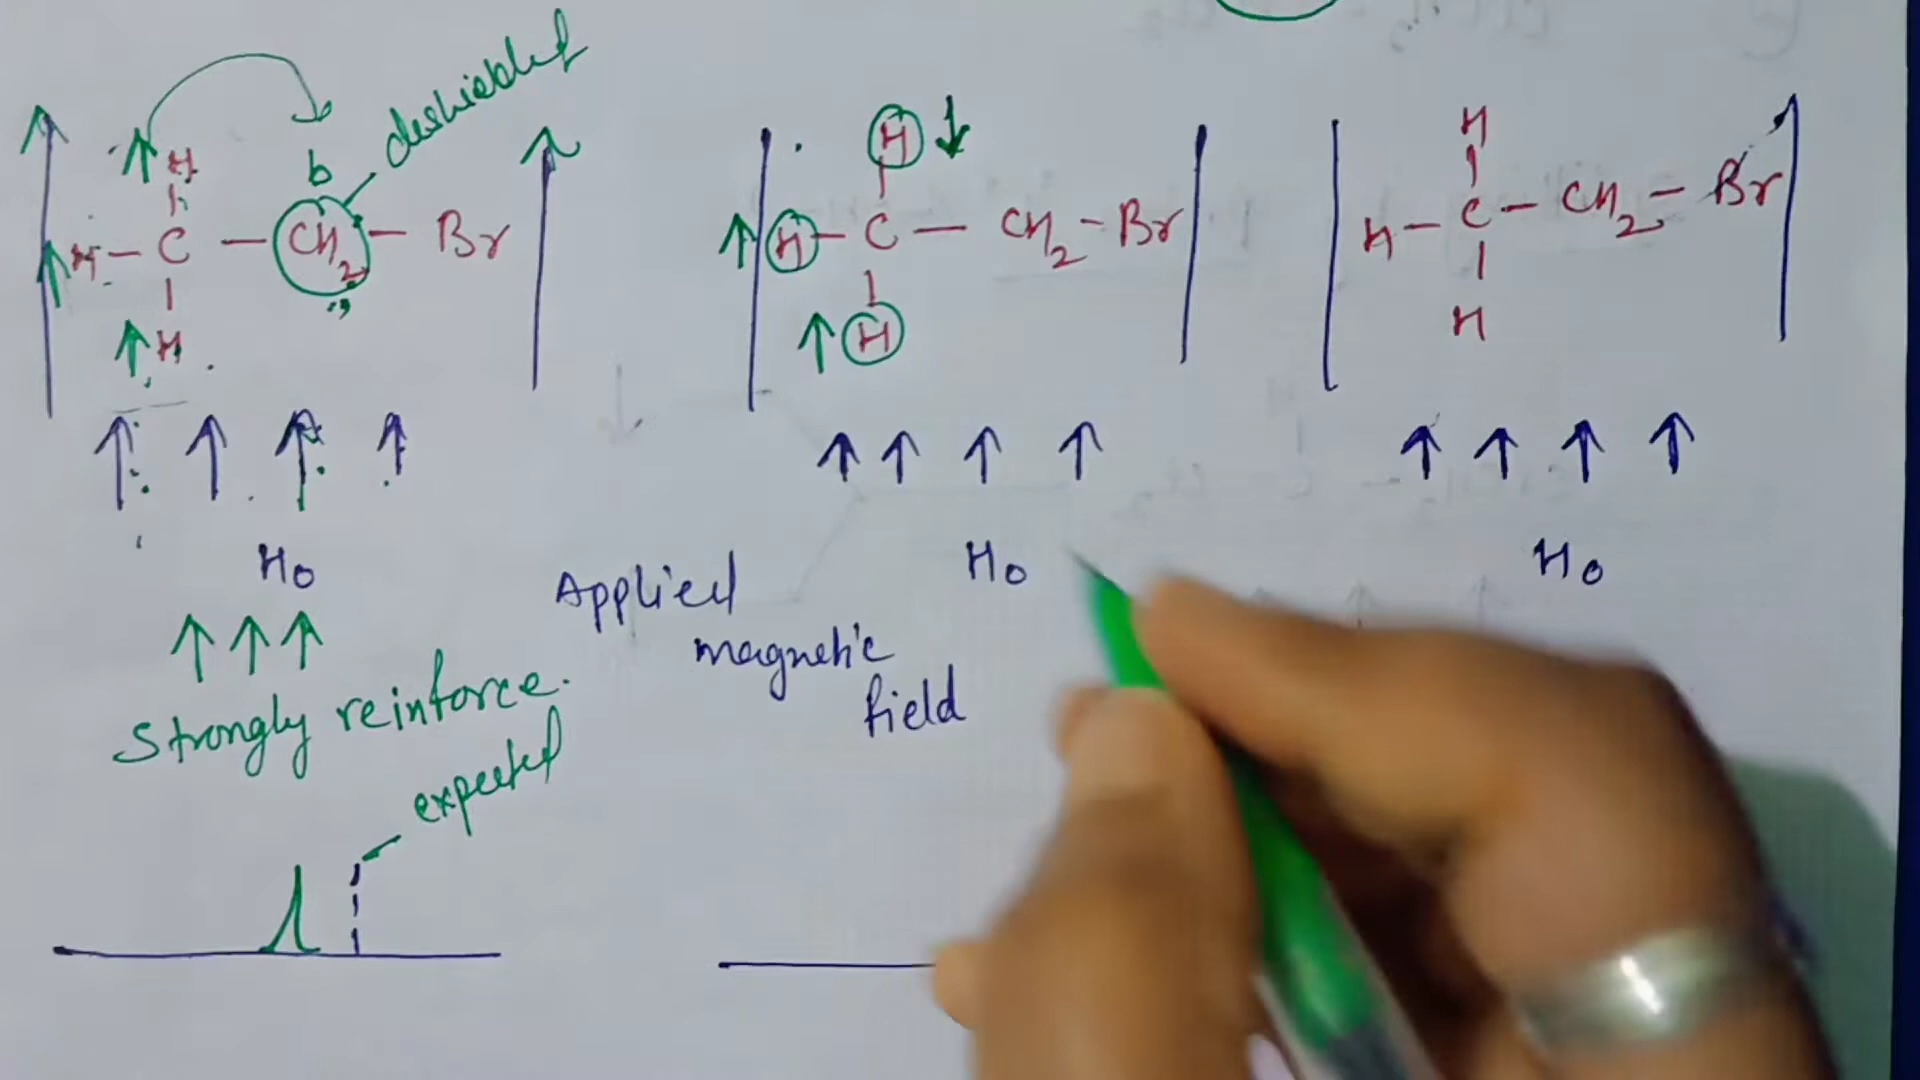 b
deshielded
H
H - C - CH2 - Br
H
H
H - C - CH2 - Br
H
H
H - C - CH2 - Br
H
H0
H0
H0
Applied
magnetic
field
Strongly reinforce.
expected